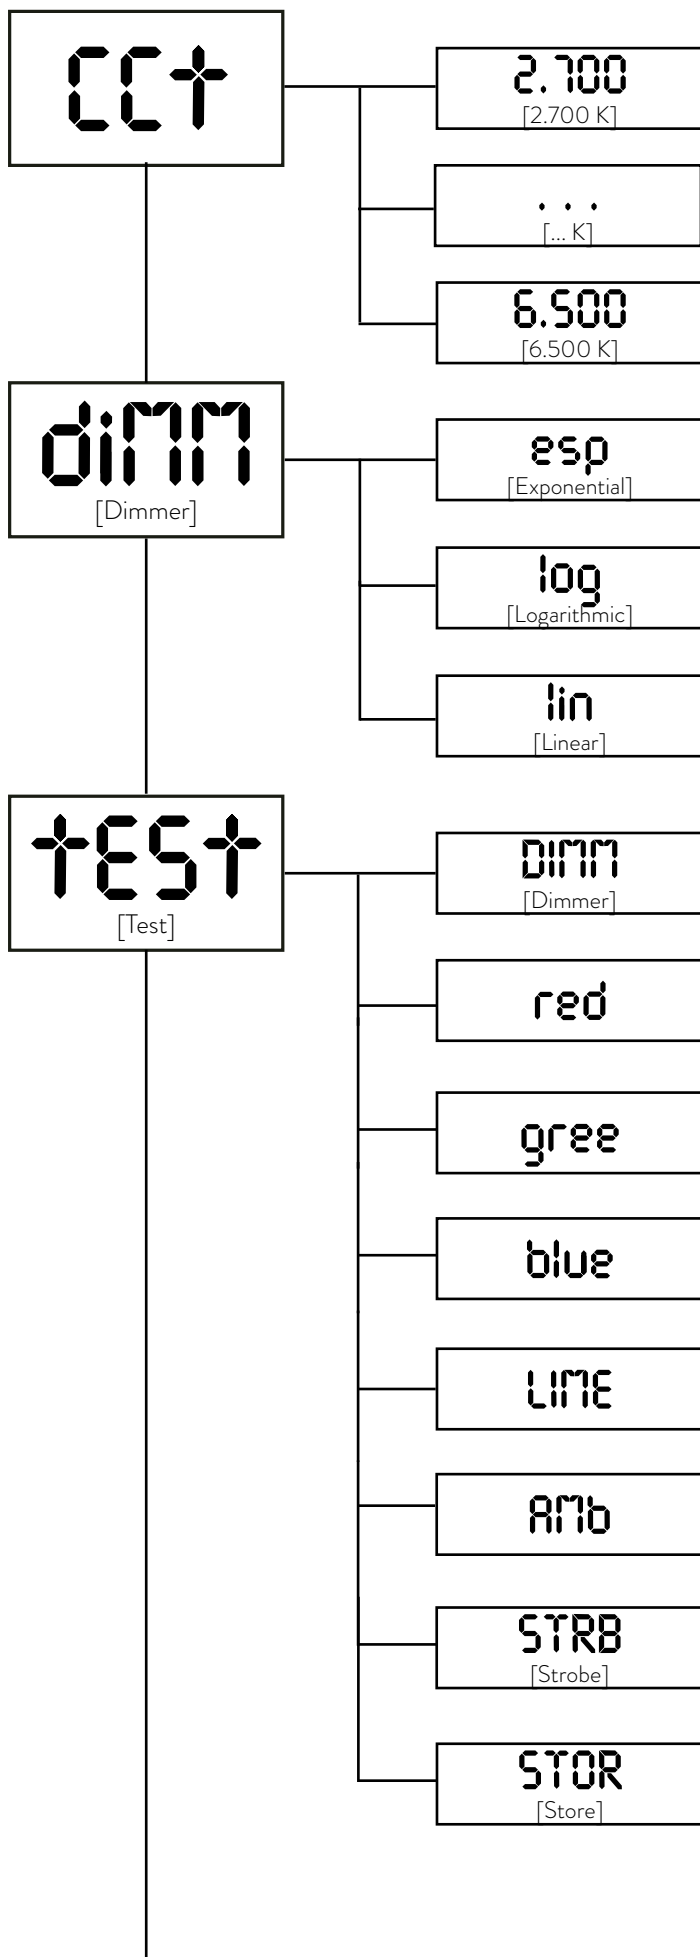 CCt
2.700
[2.700 K]
...
[... K]
6.500
[6.500 K]
diMM
[Dimmer]
esp
[Exponential]
log
[Logarithmic]
lin
[Linear]
tESt
[Test]
DIMM
[Dimmer]
red
gree
blue
LIME
AMb
STRB
[Strobe]
STOR
[Store]